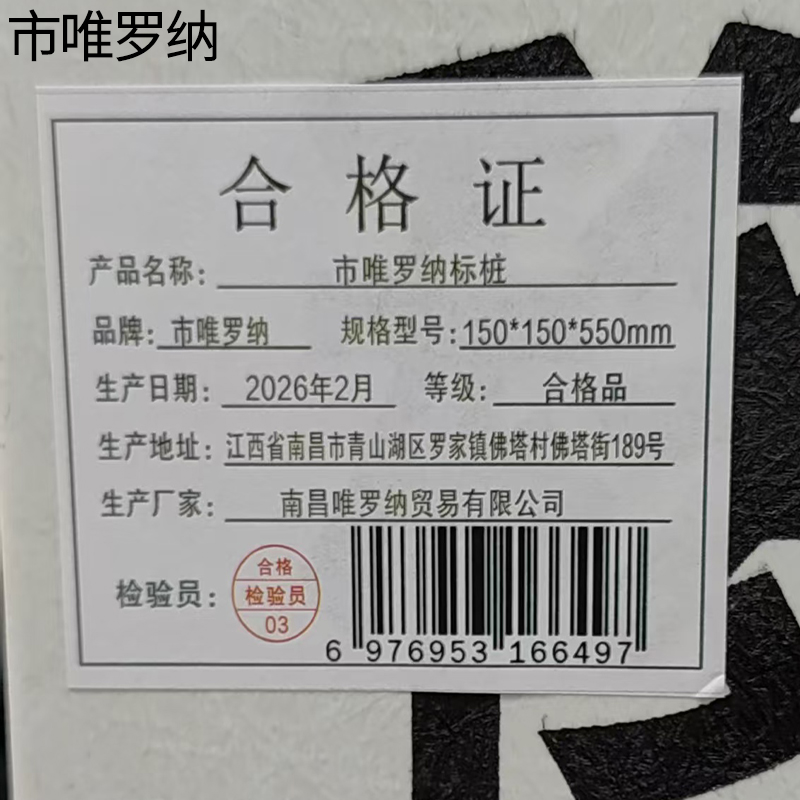 市唯罗纳
合格证
产品名称: 市唯罗纳标桩
品牌: 市唯罗纳 规格型号: 150*150*550mm
生产日期: 2026年2月 等级: 合格品
生产地址: 江西省南昌市青山湖区罗家镇佛塔村佛塔街189号
生产厂家: 南昌唯罗纳贸易有限公司
检验员:
合格
检验员
03
6 976953 166497